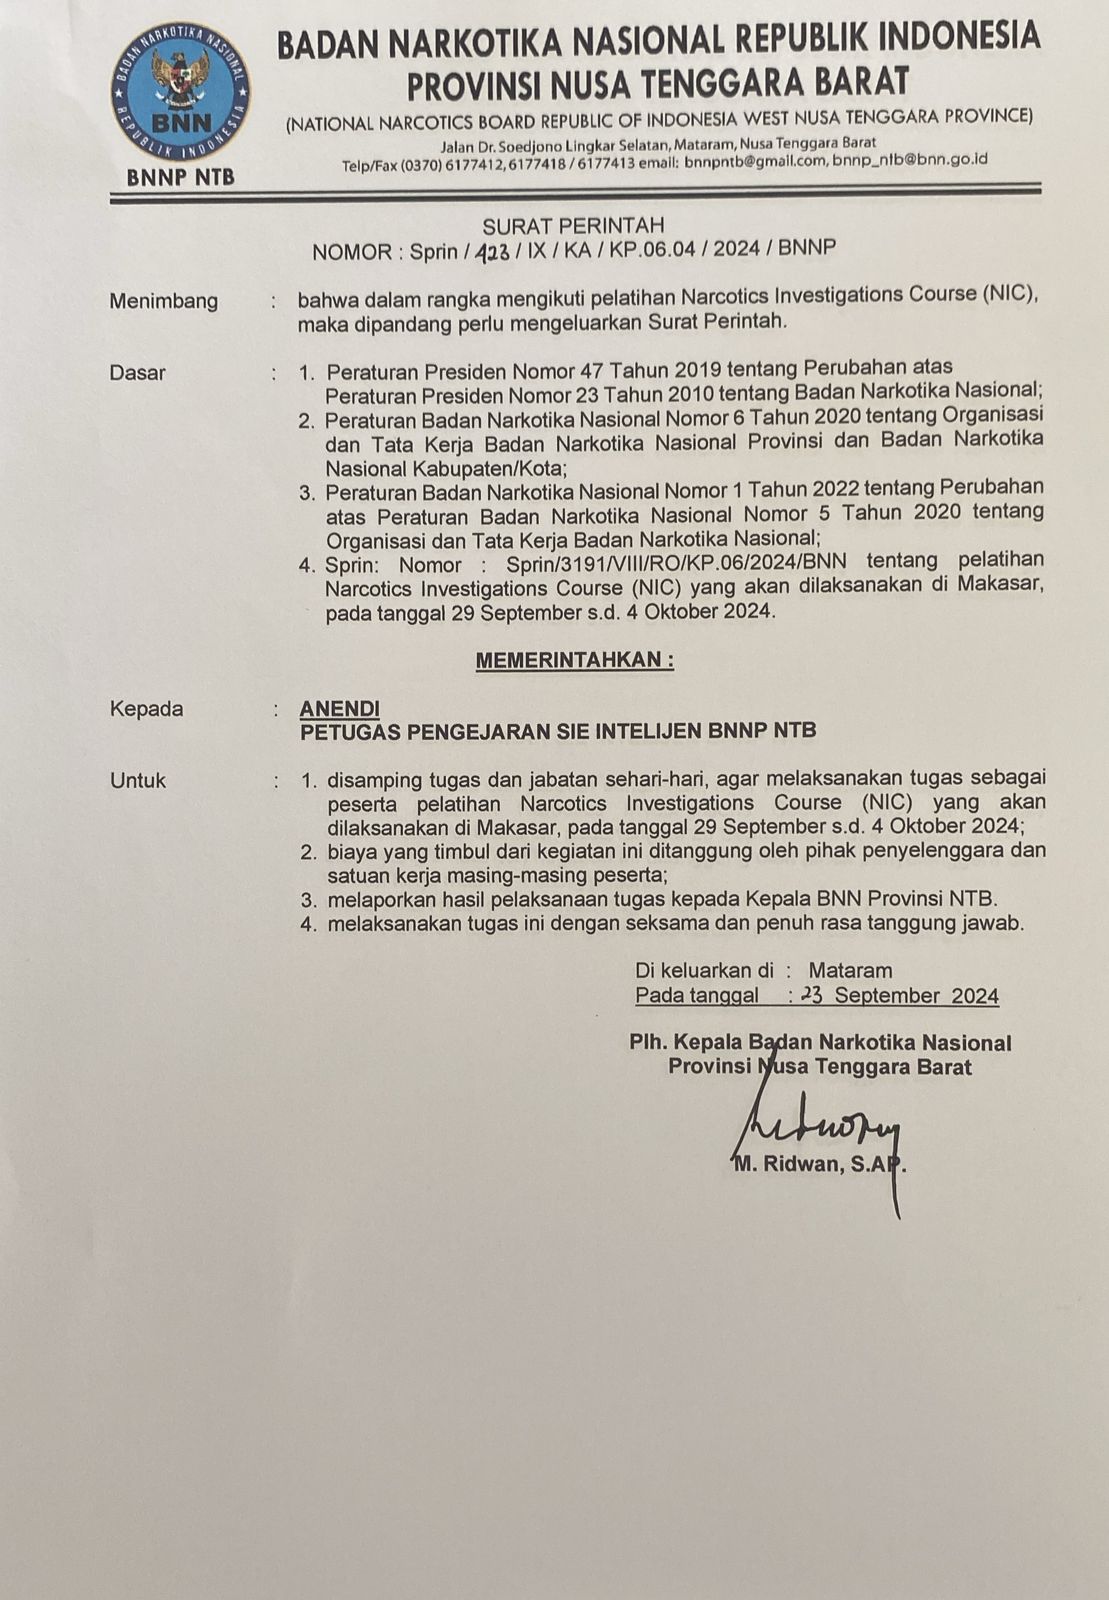 BADAN NARKOTIKA NASIONAL
REPUBLIK INDONESIA
BNN
BNNP NTB
BADAN NARKOTIKA NASIONAL REPUBLIK INDONESIA
PROVINSI NUSA TENGGARA BARAT
(NATIONAL NARCOTICS BOARD REPUBLIC OF INDONESIA WEST NUSA TENGGARA PROVINCE)
Jalan Dr. Soedjono Lingkar Selatan, Mataram, Nusa Tenggara Barat
Telp/Fax (0370) 6177412, 6177418 / 6177413 email: bnnpntb@gmail.com, bnnp_ntb@bnn.go.id
SURAT PERINTAH
NOMOR : Sprin / 423 / IX / KA / KP.06.04 / 2024 / BNNP
Menimbang : bahwa dalam rangka mengikuti pelatihan Narcotics Investigations Course (NIC),
maka dipandang perlu mengeluarkan Surat Perintah.
Dasar : 1. Peraturan Presiden Nomor 47 Tahun 2019 tentang Perubahan atas
Peraturan Presiden Nomor 23 Tahun 2010 tentang Badan Narkotika Nasional;
2. Peraturan Badan Narkotika Nasional Nomor 6 Tahun 2020 tentang Organisasi
dan Tata Kerja Badan Narkotika Nasional Provinsi dan Badan Narkotika
Nasional Kabupaten/Kota;
3. Peraturan Badan Narkotika Nasional Nomor 1 Tahun 2022 tentang Perubahan
atas Peraturan Badan Narkotika Nasional Nomor 5 Tahun 2020 tentang
Organisasi dan Tata Kerja Badan Narkotika Nasional;
4. Sprin: Nomor : Sprin/3191/VIII/RO/KP.06/2024/BNN tentang pelatihan
Narcotics Investigations Course (NIC) yang akan dilaksanakan di Makasar,
pada tanggal 29 September s.d. 4 Oktober 2024.
MEMERINTAHKAN :
Kepada : ANENDI
PETUGAS PENGEJARAN SIE INTELIJEN BNNP NTB
Untuk : 1. disamping tugas dan jabatan sehari-hari, agar melaksanakan tugas sebagai
peserta pelatihan Narcotics Investigations Course (NIC) yang akan
dilaksanakan di Makasar, pada tanggal 29 September s.d. 4 Oktober 2024;
2. biaya yang timbul dari kegiatan ini ditanggung oleh pihak penyelenggara dan
satuan kerja masing-masing peserta;
3. melaporkan hasil pelaksanaan tugas kepada Kepala BNN Provinsi NTB.
4. melaksanakan tugas ini dengan seksama dan penuh rasa tanggung jawab.
Di keluarkan di : Mataram
Pada tanggal : 23 September 2024
Plh. Kepala Badan Narkotika Nasional
Provinsi Nusa Tenggara Barat
M. Ridwan, S.AP.